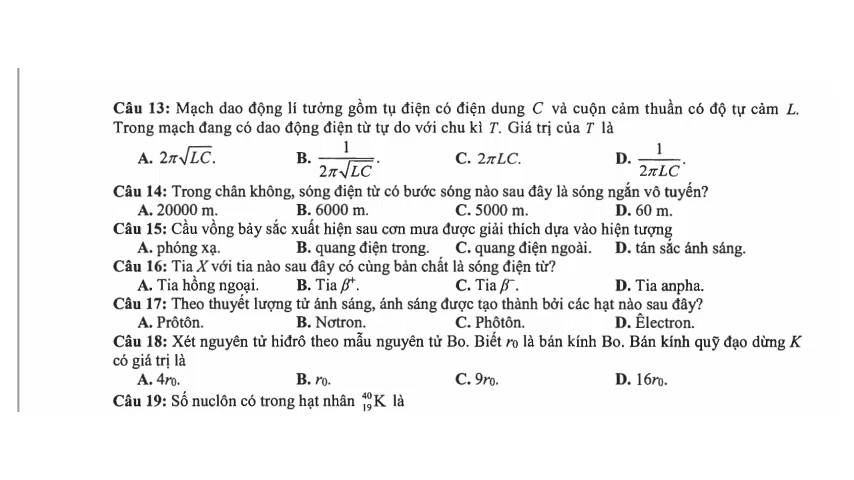 Câu 13: Mạch dao động lí tưởng gồm tụ điện có điện dung C và cuộn cảm thuần có độ tự cảm L.
Trong mạch đang có dao động điện từ tự do với chu kì T. Giá trị của T là
A. 2π√LC. B. 1/(2π√LC). C. 2πLC. D. 1/(2πLC).
Câu 14: Trong chân không, sóng điện từ có bước sóng nào sau đây là sóng ngắn vô tuyến?
A. 20000 m. B. 6000 m. C. 5000 m. D. 60 m.
Câu 15: Cầu vồng bảy sắc xuất hiện sau cơn mưa được giải thích dựa vào hiện tượng
A. phóng xạ. B. quang điện trong. C. quang điện ngoài. D. tán sắc ánh sáng.
Câu 16: Tia X với tia nào sau đây có cùng bản chất là sóng điện từ?
A. Tia hồng ngoại. B. Tia β⁺. C. Tia β⁻. D. Tia anpha.
Câu 17: Theo thuyết lượng tử ánh sáng, ánh sáng được tạo thành bởi các hạt nào sau đây?
A. Prôtôn. B. Nơtron. C. Phôtôn. D. Êlectron.
Câu 18: Xét nguyên tử hiđrô theo mẫu nguyên tử Bo. Biết r₀ là bán kính Bo. Bán kính quỹ đạo dừng K
có giá trị là
A. 4r₀. B. r₀. C. 9r₀. D. 16r₀.
Câu 19: Số nuclôn có trong hạt nhân ⁴⁰₁₉K là